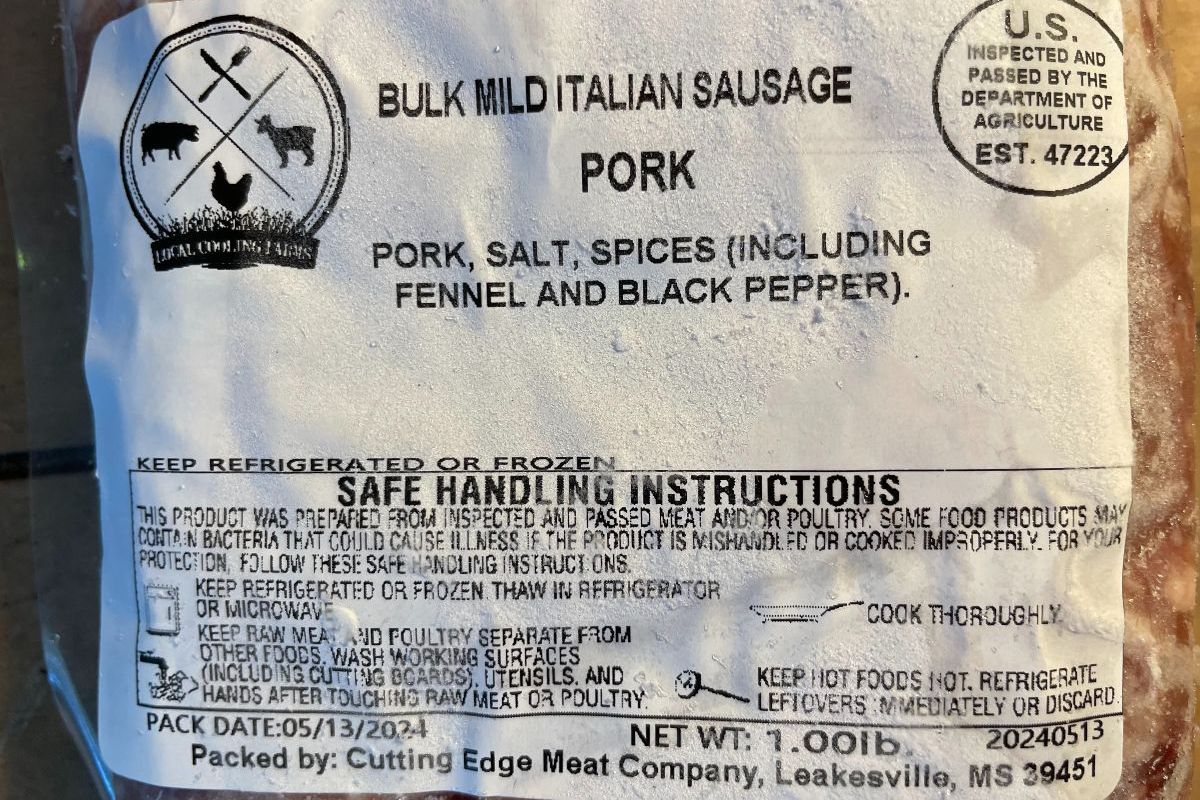 BULK MILD ITALIAN SAUSAGE
PORK
PORK, SALT, SPICES (INCLUDING
FENNEL AND BLACK PEPPER).
U.S.
INSPECTED AND
PASSED BY THE
DEPARTMENT OF
AGRICULTURE
EST. 47223
LOCAL COOLING FARMS
KEEP REFRIGERATED OR FROZEN
SAFE HANDLING INSTRUCTIONS
THIS PRODUCT WAS PREPARED FROM INSPECTED AND PASSED MEAT AND/OR POULTRY. SOME FOOD PRODUCTS MAY
CONTAIN BACTERIA THAT COULD CAUSE ILLNESS IF THE PRODUCT IS MISHANDLED OR COOKED IMPROPERLY. FOR YOUR
PROTECTION, FOLLOW THESE SAFE HANDLING INSTRUCTIONS.
KEEP REFRIGERATED OR FROZEN. THAW IN REFRIGERATOR
OR MICROWAVE
KEEP RAW MEAT AND POULTRY SEPARATE FROM
OTHER FOODS. WASH WORKING SURFACES
(INCLUDING CUTTING BOARDS), UTENSILS, AND
HANDS AFTER TOUCHING RAW MEAT OR POULTRY.
COOK THOROUGHLY.
KEEP HOT FOODS HOT. REFRIGERATE
LEFTOVERS IMMEDIATELY OR DISCARD.
PACK DATE:05/13/2024
NET WT: 1.00lb.
20240513
Packed by: Cutting Edge Meat Company, Leakesville, MS 39451